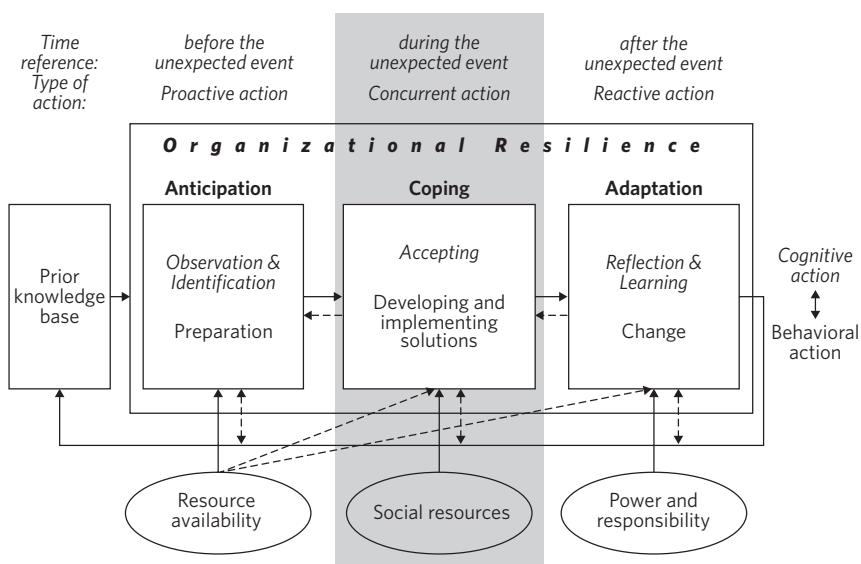 Time
reference:
Type of
action:
before the
unexpected event
Proactive action
during the
unexpected event
Concurrent action
after the
unexpected event
Reactive action
Organizational Resilience
Anticipation
Coping
Adaptation
Prior
knowledge
base
Observation &
Identification
Preparation
Accepting
Developing and
implementing
solutions
Reflection &
Learning
Change
Cognitive
action
Behavioral
action
Resource
availability
Social resources
Power and
responsibility